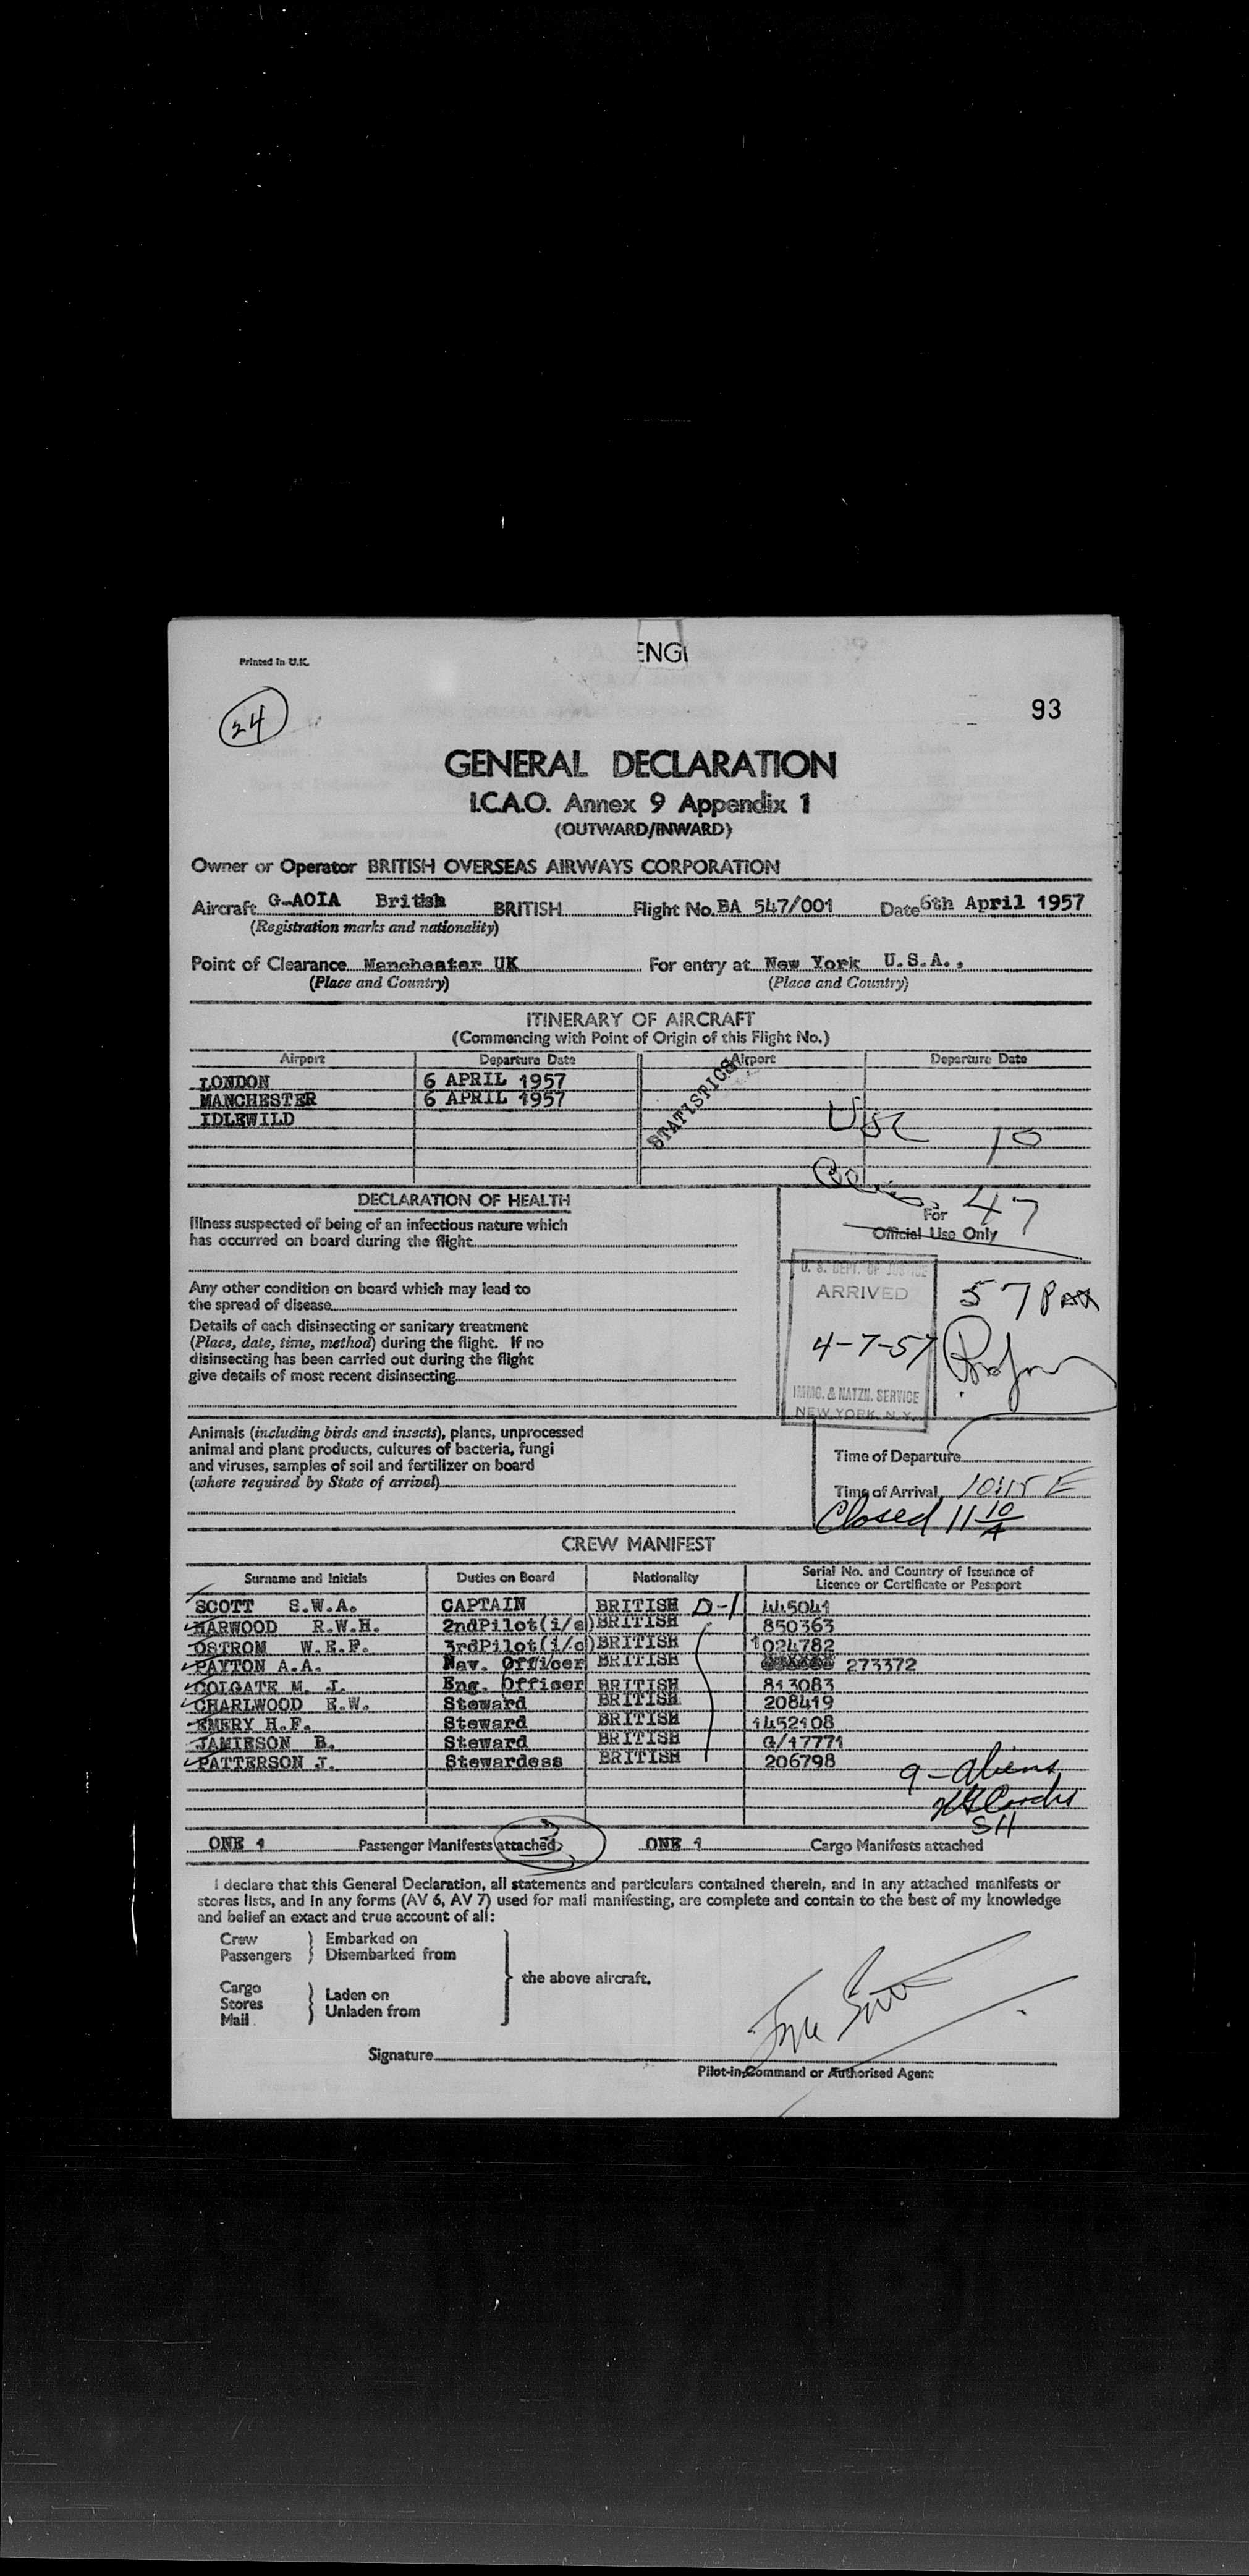 ENGI
Printed in U.K.
24
93
GENERAL DECLARATION
I.C.A.O. Annex 9 Appendix 1
(OUTWARD/INWARD)
Owner or Operator BRITISH OVERSEAS AIRWAYS CORPORATION
Aircraft G-AOIA British BRITISH Flight No. BA 547/001 Date 6th April 1957
(Registration marks and nationality)
Point of Clearance Manchester UK For entry at New York U.S.A.,
(Place and Country) (Place and Country)
ITINERARY OF AIRCRAFT
(Commencing with Point of Origin of this Flight No.)
Airport Departure Date Airport Departure Date
LONDON 6 APRIL 1957
MANCHESTER 6 APRIL 1957
IDLEWILD
STATISTICS
USC 10
47
DECLARATION OF HEALTH
For
Official Use Only
Illness suspected of being of an infectious nature which
has occurred on board during the flight
Any other condition on board which may lead to
the spread of disease
Details of each disinsecting or sanitary treatment
(Place, date, time, method) during the flight. If no
disinsecting has been carried out during the flight
give details of most recent disinsecting
U. S. DEPT. OF JUSTICE
ARRIVED
4-7-57
IMMIG. & NATZN. SERVICE
NEW YORK, N. Y.
57 Pax
Animals (including birds and insects), plants, unprocessed
animal and plant products, cultures of bacteria, fungi
and viruses, samples of soil and fertilizer on board
(where required by State of arrival)
Time of Departure
Time of Arrival 10:15 E
Closed 11 10/A
CREW MANIFEST
Surname and Initials Duties on Board Nationality Serial No. and Country of Issuance of
Licence or Certificate or Passport
SCOTT S.W.A. CAPTAIN BRITISH D-1 445041
HARWOOD R.W.H. 2ndPilot(i/c) BRITISH 850363
OSTROM W.E.F. 3rdPilot(i/c) BRITISH 1024782
PAYTON A.A. Nav. Officer BRITISH 273372
COLGATE M. J. Eng. Officer BRITISH 813083
CHARLWOOD E.W. Steward BRITISH 208419
EMERY H.F. Steward BRITISH 1452108
JAMIESON B. Steward BRITISH G/17771
PATTERSON J. Stewardess BRITISH 206798
9-aliens
SH
ONE 1 Passenger Manifests attached ONE 1 Cargo Manifests attached
3
I declare that this General Declaration, all statements and particulars contained therein, and in any attached manifests or
stores lists, and in any forms (AV 6, AV 7) used for mail manifesting, are complete and contain to the best of my knowledge
and belief an exact and true account of all:
Crew Embarked on
Passengers Disembarked from
the above aircraft.
Cargo
Stores Laden on
Mail Unladen from
Signature
Pilot-in-Command or Authorised Agent